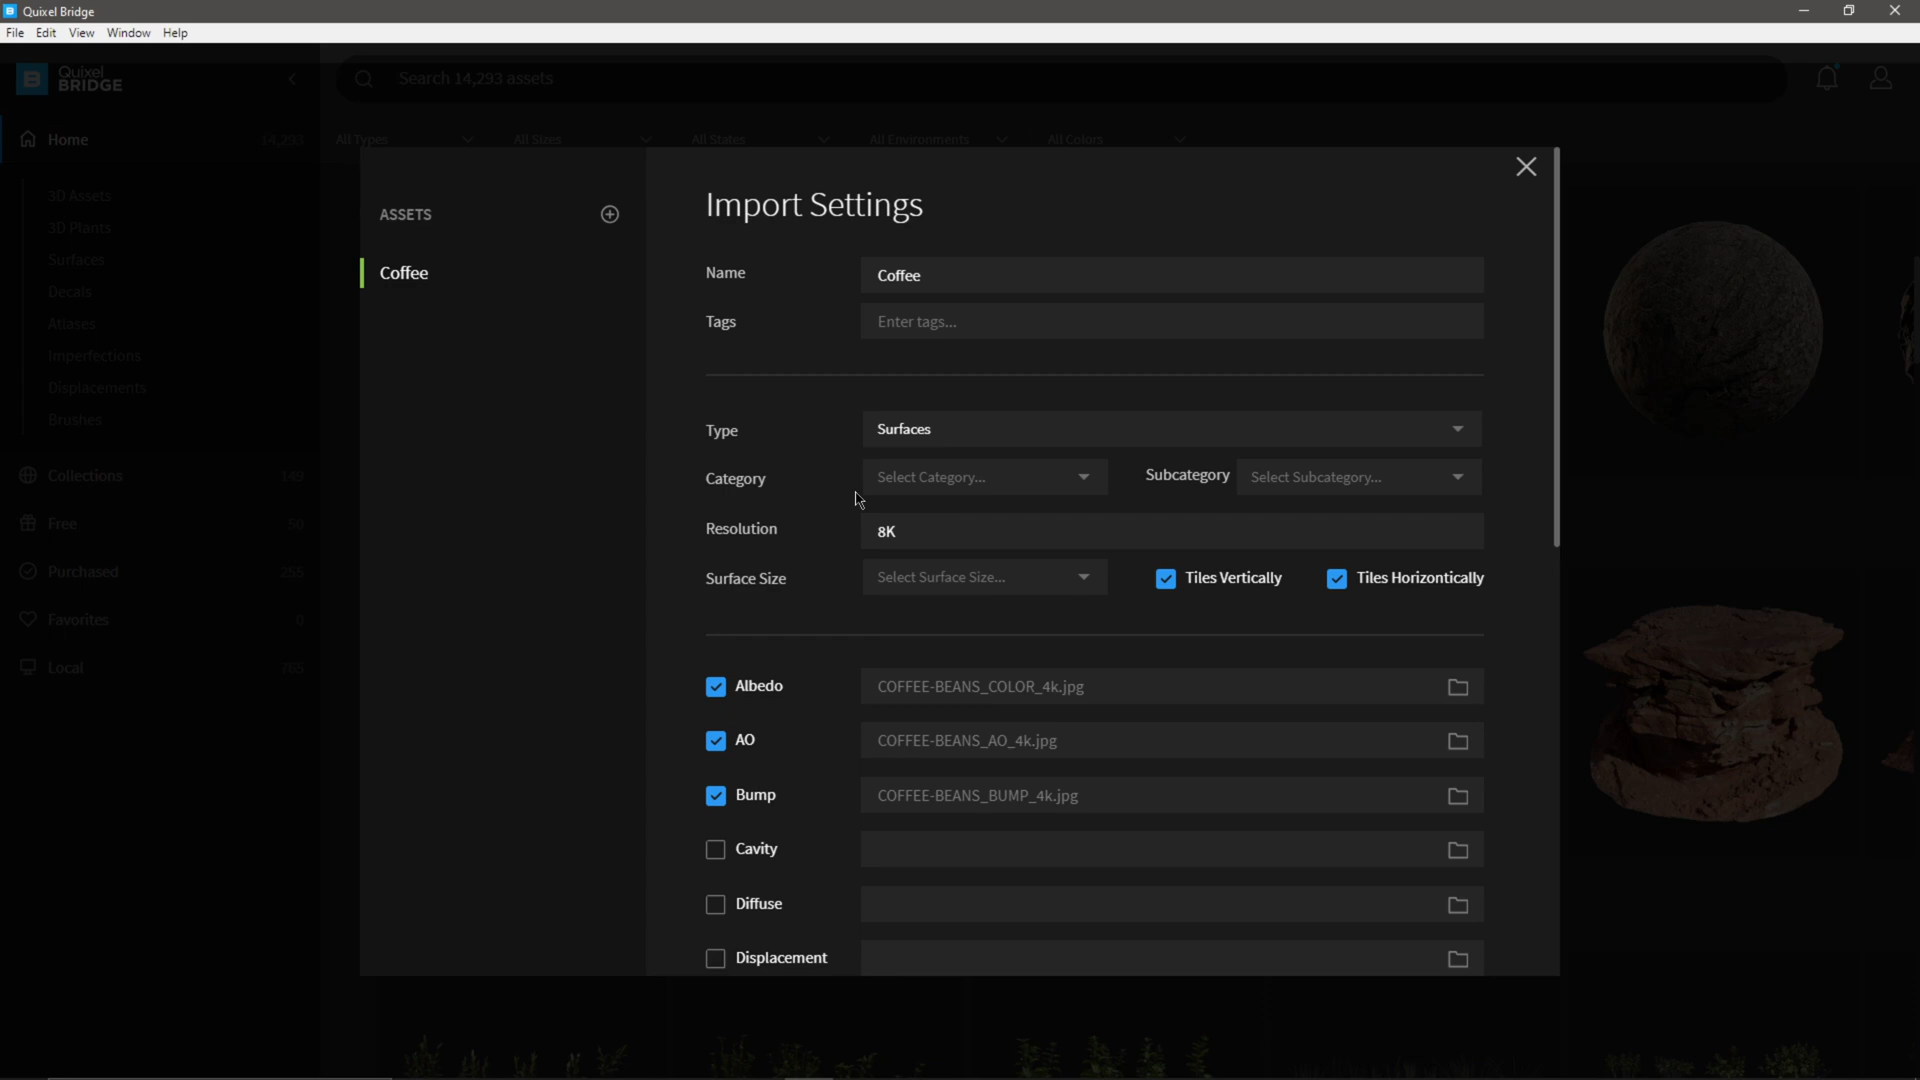 Quixel Bridge
File Edit View Window Help
Quixel
BRIDGE
Search 14,293 assets
Home 14,293
All Types All Sizes All States All Environments All Colors
3D Assets
3D Plants
Surfaces
Decals
Atlases
Imperfections
Displacements
Brushes
Collections 149
Free 50
Purchased 255
Favorites 0
Local 765
ASSETS
Coffee
Import Settings
Name Coffee
Tags Enter tags...
Type Surfaces
Category Select Category... Subcategory Select Subcategory...
Resolution 8K
Surface Size Select Surface Size... Tiles Vertically Tiles Horizontically
Albedo COFFEE-BEANS_COLOR_4k.jpg
AO COFFEE-BEANS_AO_4k.jpg
Bump COFFEE-BEANS_BUMP_4k.jpg
Cavity
Diffuse
Displacement